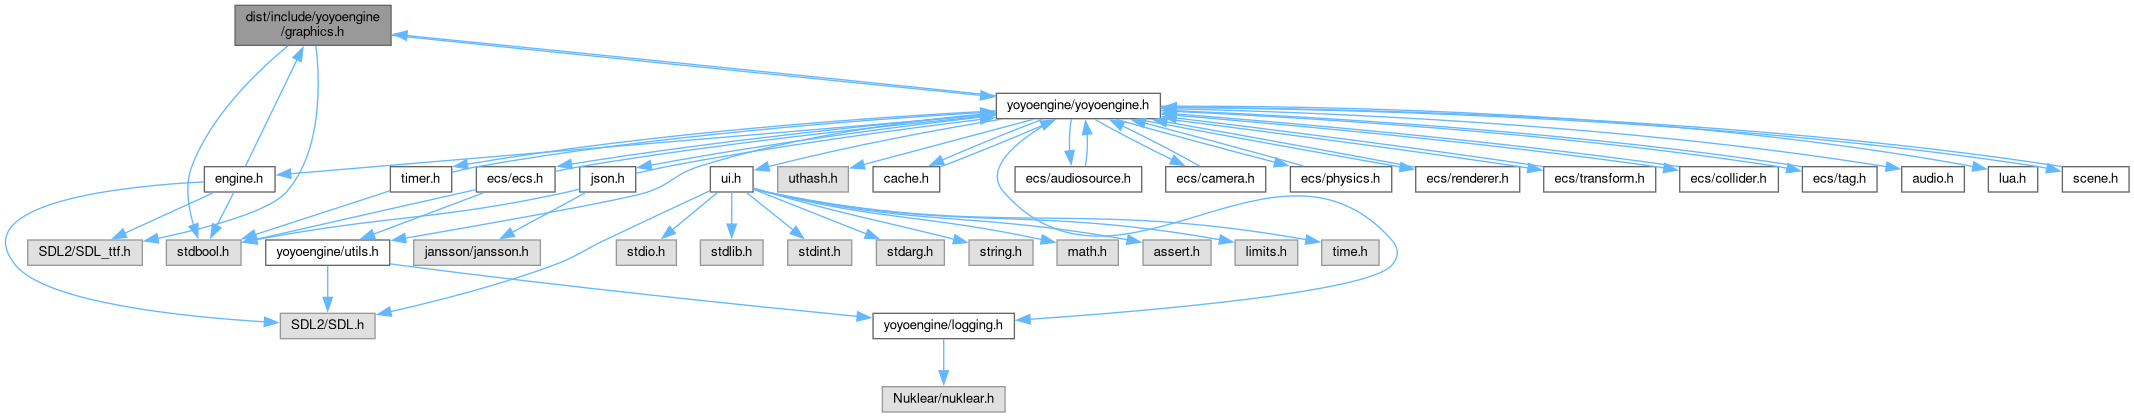 dist/include/yoyoengine
/graphics.h
yoyoengine/yoyoengine.h
engine.h
timer.h
ecs/ecs.h
json.h
ui.h
uthash.h
cache.h
ecs/audiosource.h
ecs/camera.h
ecs/physics.h
ecs/renderer.h
ecs/transform.h
ecs/collider.h
ecs/tag.h
audio.h
lua.h
scene.h
SDL2/SDL_ttf.h
stdbool.h
yoyoengine/utils.h
jansson/jansson.h
stdio.h
stdlib.h
stdint.h
stdarg.h
string.h
math.h
assert.h
limits.h
time.h
SDL2/SDL.h
yoyoengine/logging.h
Nuklear/nuklear.h